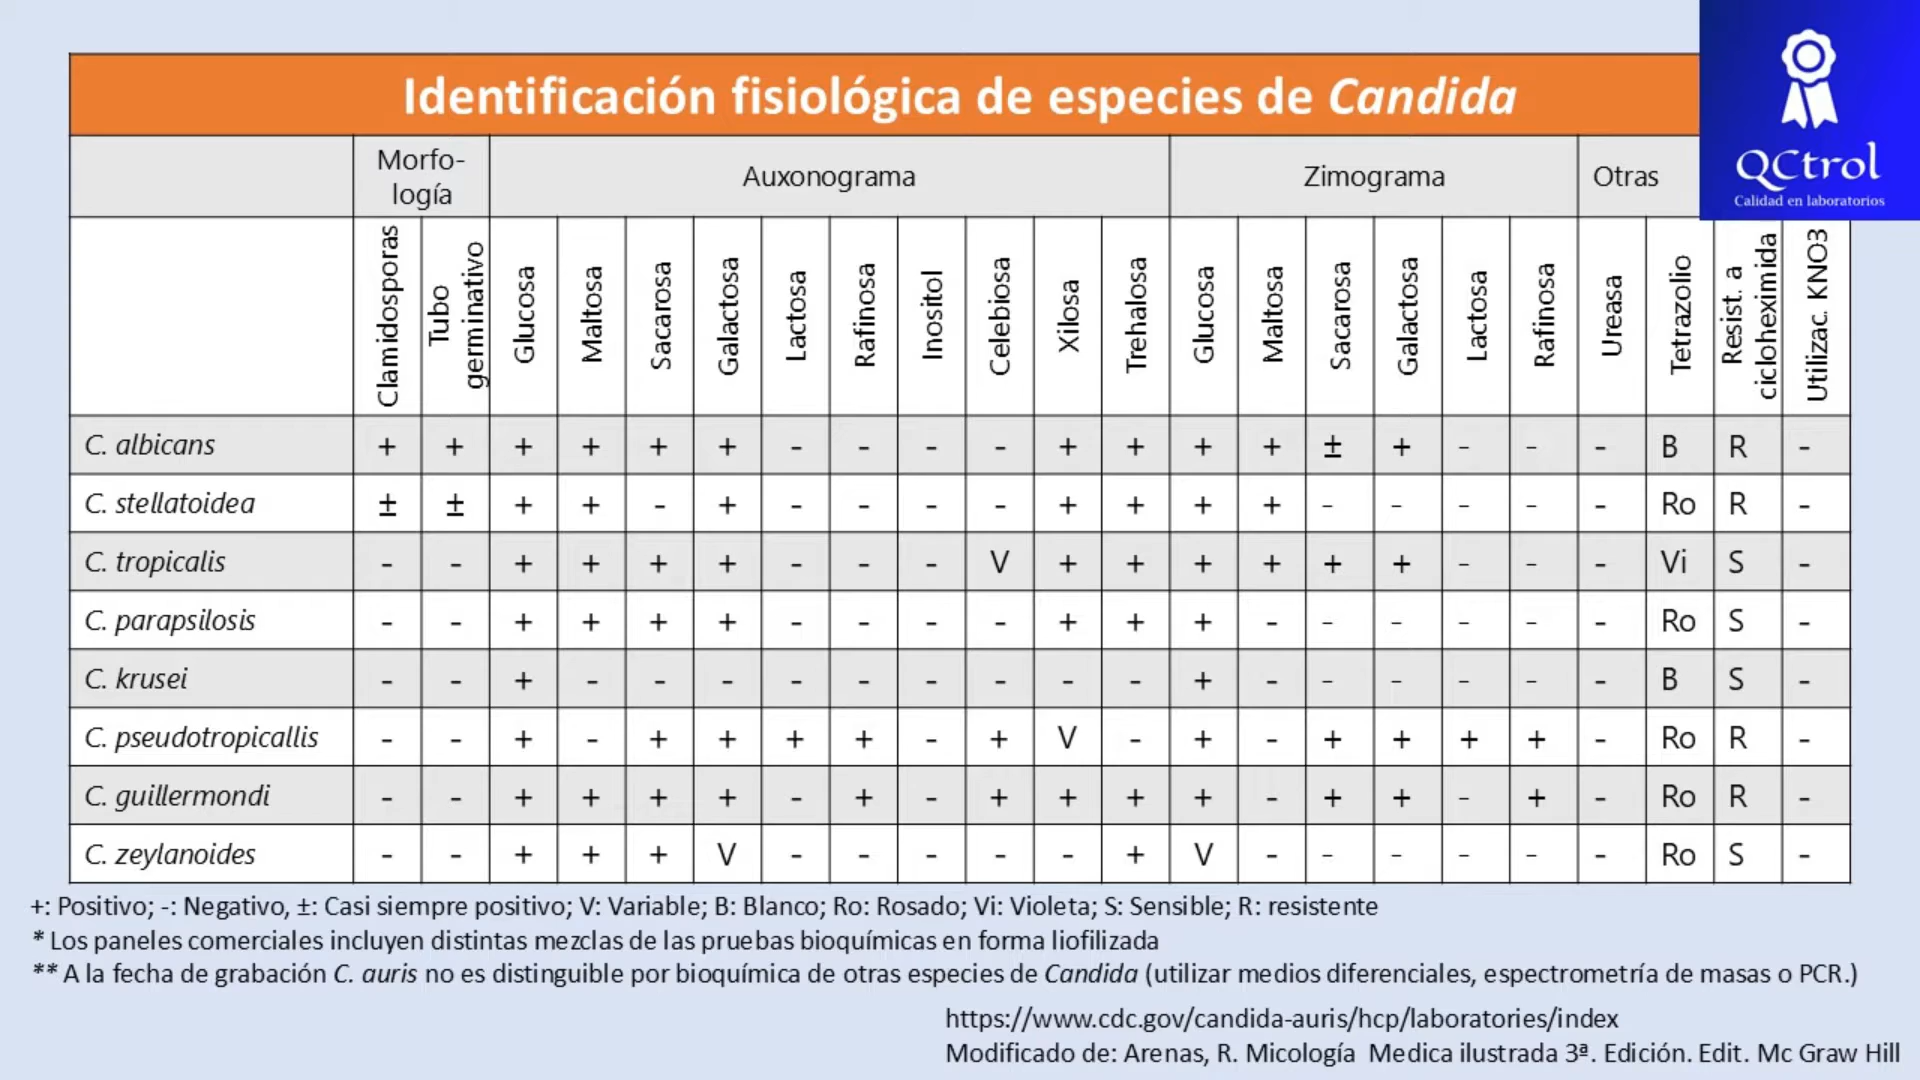 Identificación fisiológica de especies de Candida
QCtrol
Calidad en laboratorios
Morfo-
logía
Auxonograma
Zimograma
Otras
Clamidosporas
Tubo
germinativo
Glucosa
Maltosa
Sacarosa
Galactosa
Lactosa
Rafinosa
Inositol
Celebiosa
Xilosa
Trehalosa
Glucosa
Maltosa
Sacarosa
Galactosa
Lactosa
Rafinosa
Ureasa
Tetrazolio
Resist. a
cicloheximida
Utilizac. KNO3
C. albicans + + + + + + - - - - + + + + ± + - - - B R -
C. stellatoidea ± ± + + - + - - - - + + + + - - - - - Ro R -
C. tropicalis - - + + + + - - - V + + + + + + - - - Vi S -
C. parapsilosis - - + + + + - - - - + + + - - - - - - Ro S -
C. krusei - - + - - - - - - - - - + - - - - - - B S -
C. pseudotropicallis - - + - + + + + - + V - + - + + + + - Ro R -
C. guillermondi - - + + + + - + - + + + + - + + - + - Ro R -
C. zeylanoides - - + + + V - - - - - + V - - - - - - Ro S -
+: Positivo; -: Negativo, ±: Casi siempre positivo; V: Variable; B: Blanco; Ro: Rosado; Vi: Violeta; S: Sensible; R: resistente
* Los paneles comerciales incluyen distintas mezclas de las pruebas bioquímicas en forma liofilizada
** A la fecha de grabación C. auris no es distinguible por bioquímica de otras especies de Candida (utilizar medios diferenciales, espectrometría de masas o PCR.)
https://www.cdc.gov/candida-auris/hcp/laboratories/index
Modificado de: Arenas, R. Micología Medica ilustrada 3ª. Edición. Edit. Mc Graw Hill